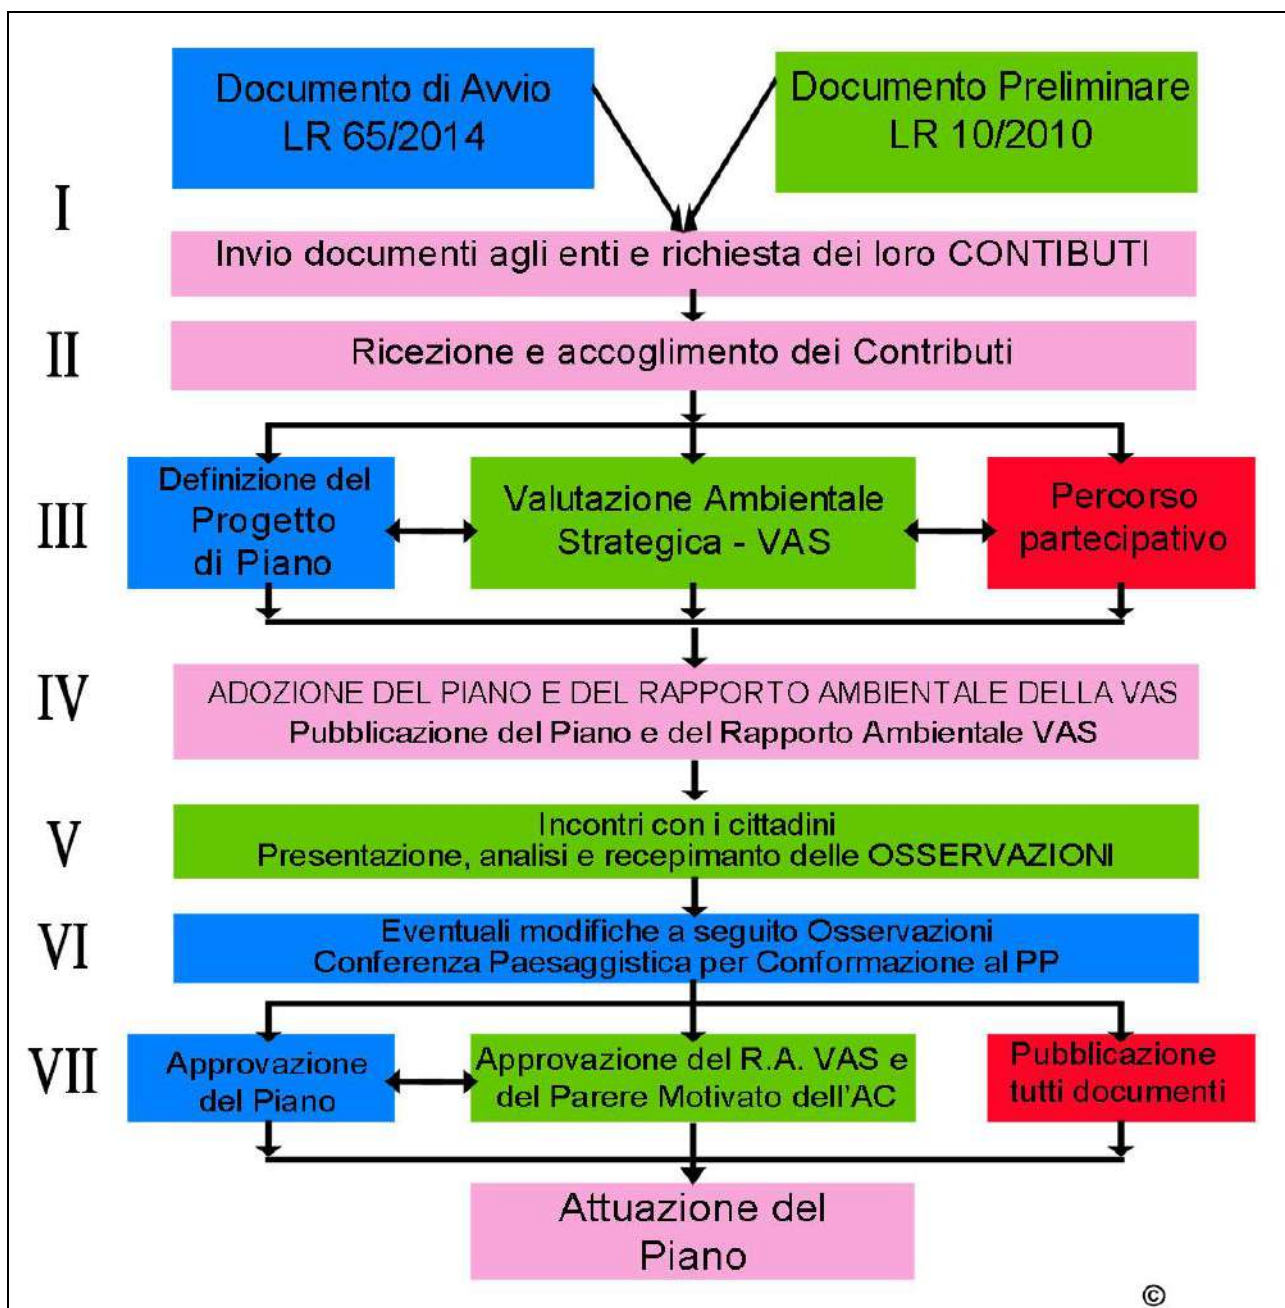 Documento di Avvio
LR 65/2014
Documento Preliminare
LR 10/2010
I
Invio documenti agli enti e richiesta dei loro CONTIBUTI
II
Ricezione e accoglimento dei Contributi
III
Definizione del
Progetto
di Piano
Valutazione Ambientale
Strategica - VAS
Percorso
partecipativo
IV
ADOZIONE DEL PIANO E DEL RAPPORTO AMBIENTALE DELLA VAS
Pubblicazione del Piano e del Rapporto Ambientale VAS
V
Incontri con i cittadini
Presentazione, analisi e recepimanto delle OSSERVAZIONI
VI
Eventuali modifiche a seguito Osservazioni
Conferenza Paesaggistica per Conformazione al PP
VII
Approvazione
del Piano
Approvazione del R.A. VAS e
del Parere Motivato dell'AC
Pubblicazione
tutti documenti
Attuazione del
Piano
©